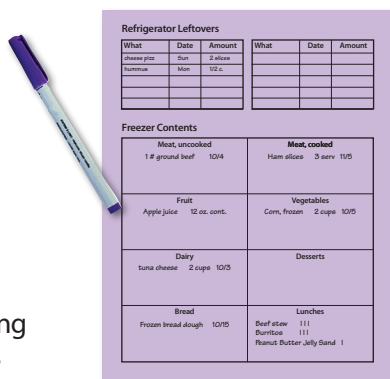 Refrigerator Leftovers
What Date Amount What Date Amount
cheese pizz Sun 2 slices
hummus Mon 1/2 c.
Freezer Contents
Meat, uncooked Meat, cooked
1 # ground beef 10/4 Ham slices 3 serv 11/5
Fruit Vegetables
Apple juice 12 oz. cont. Corn, frozen 2 cups 10/5
Dairy Desserts
tuna cheese 2 cups 10/3
Bread Lunches
Frozen bread dough 10/15 Beef stew III
Burritos III
Peanut Butter Jelly Sand I
ng